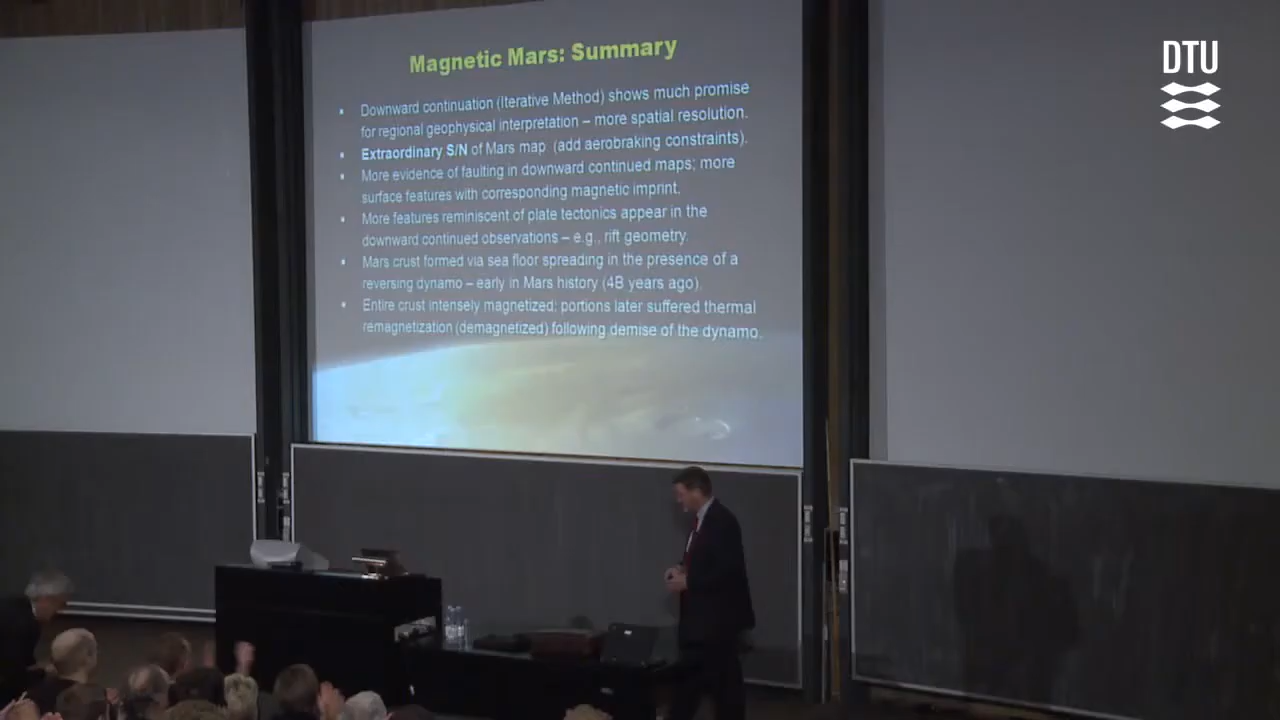 DTU
Magnetic Mars: Summary
• Downward continuation (Iterative Method) shows much promise
for regional geophysical interpretation – more spatial resolution.
• Extraordinary S/N of Mars map (add aerobraking constraints).
• More evidence of faulting in downward continued maps; more
surface features with corresponding magnetic imprint.
• More features reminiscent of plate tectonics appear in the
downward continued observations – e.g., rift geometry.
• Mars crust formed via sea floor spreading in the presence of a
reversing dynamo – early in Mars history (4B years ago).
• Entire crust intensely magnetized; portions later suffered thermal
remagnetization (demagnetized) following demise of the dynamo.